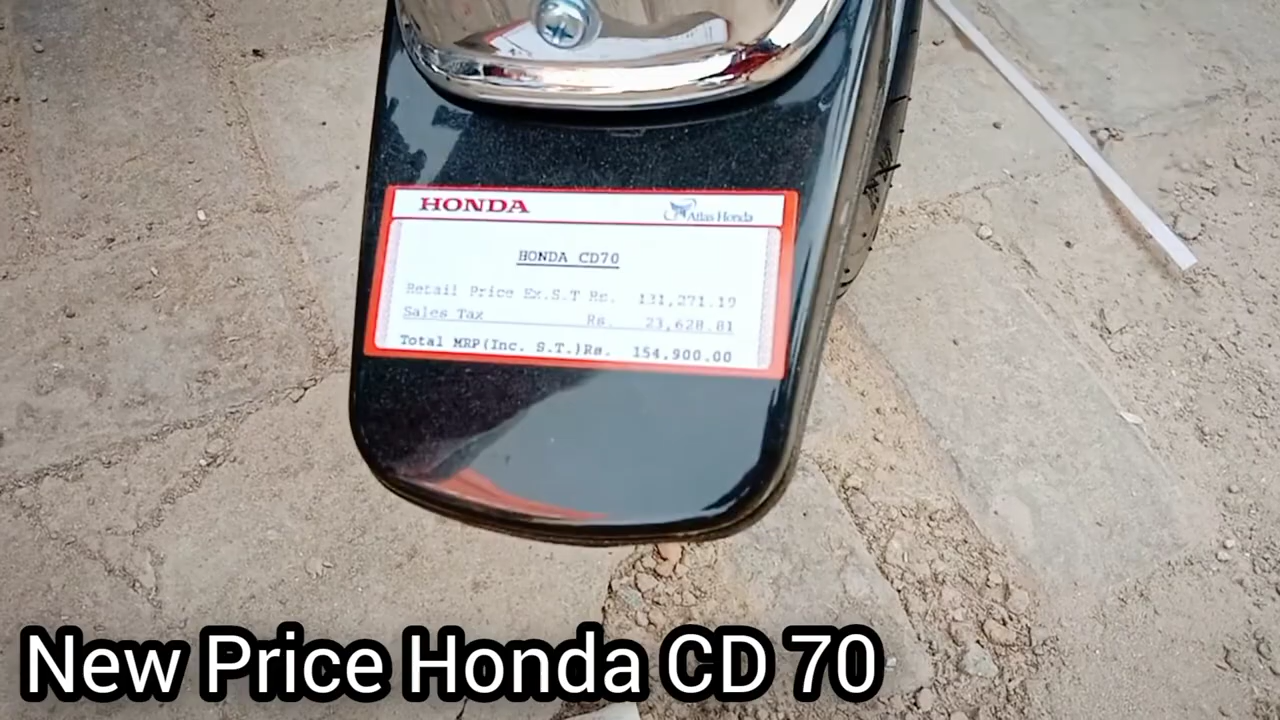 HONDA
Atlas Honda
HONDA CD70
Retail Price Ex.S.T Rs. 131,271.19
Sales Tax Rs. 23,628.81
Total MRP(Inc. S.T.)Rs. 154,900.00
New Price Honda CD 70